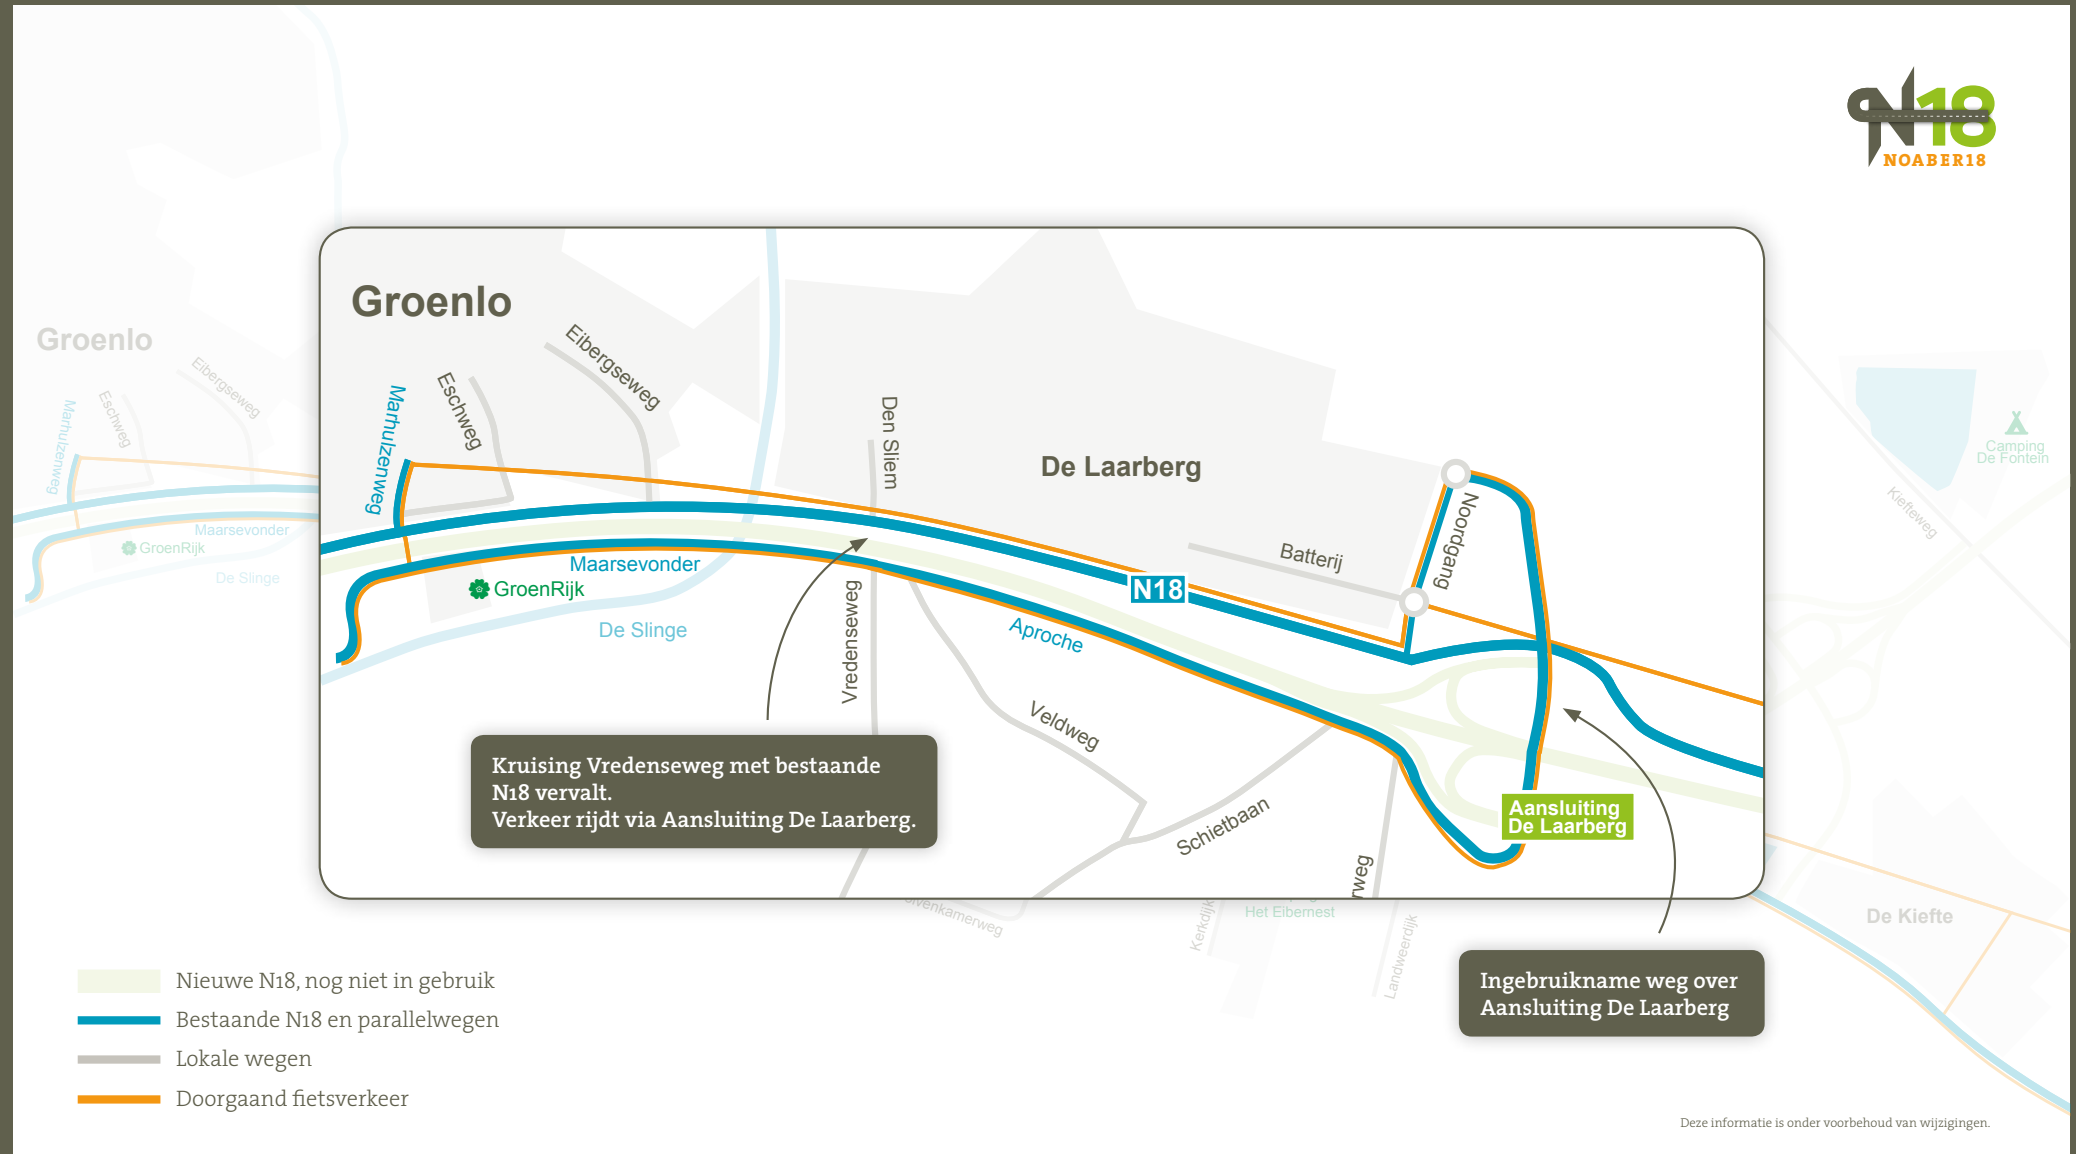 N18
NOABER18
Groenlo
Eibergseweg
Eschweg
Marhulzenweg
Maarsevonder
GroenRijk
De Slinge
Groenlo
Eibergseweg
Eschweg
Marhulzenweg
Den Sliem
De Laarberg
Noordgang
Batterij
N18
Maarsevonder
GroenRijk
De Slinge
Vredenseweg
Aproche
Veldweg
Schietbaan
rweg
Aansluiting
De Laarberg
Kruising Vredenseweg met bestaande
N18 vervalt.
Verkeer rijdt via Aansluiting De Laarberg.
Camping
De Fontein
Kiefteweg
De Kiefte
Kerkdijk
Het Eibernest
Landweerdijk
Ingebruikname weg over
Aansluiting De Laarberg
Nieuwe N18, nog niet in gebruik
Bestaande N18 en parallelwegen
Lokale wegen
Doorgaand fietsverkeer
Deze informatie is onder voorbehoud van wijzigingen.